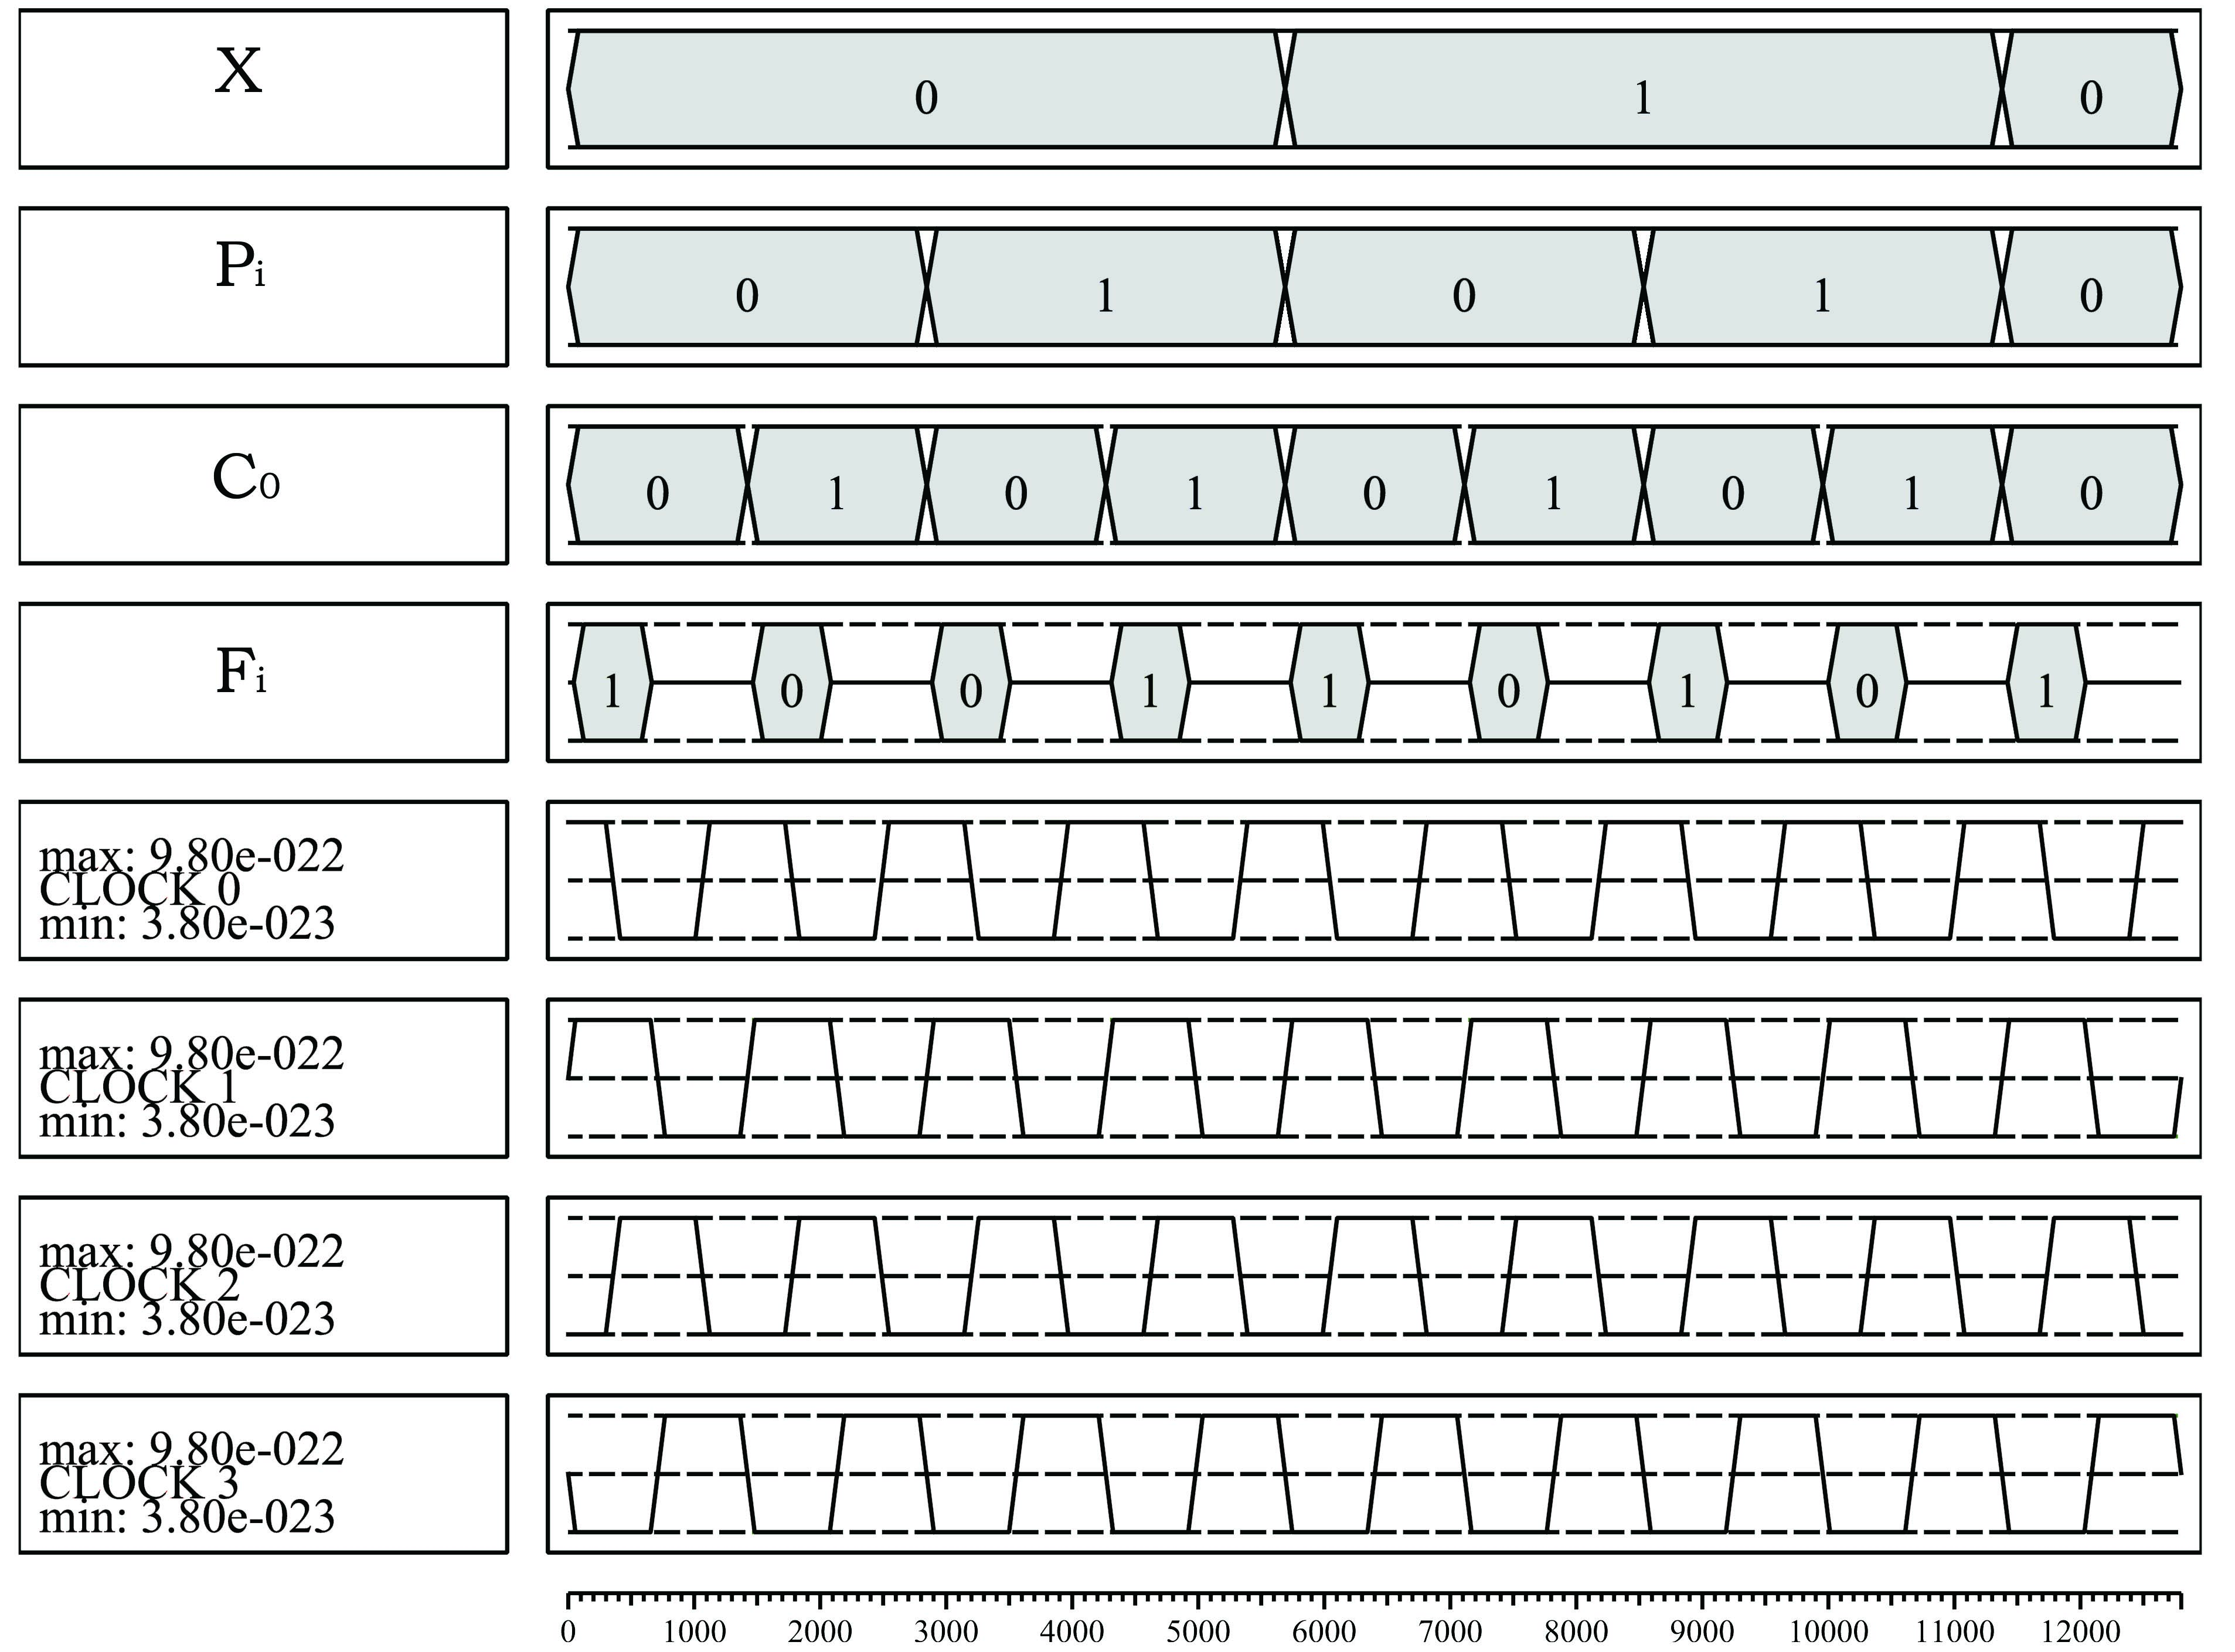 X
0 1 0
Pi
0 1 0 1 0
C0
0 1 0 1 0 1 0 1 0
Fi
1 0 0 1 1 0 1 0 1
max: 9.80e-022
CLOCK 0
min: 3.80e-023
max: 9.80e-022
CLOCK 1
min: 3.80e-023
max: 9.80e-022
CLOCK 2
min: 3.80e-023
max: 9.80e-022
CLOCK 3
min: 3.80e-023
0 1000 2000 3000 4000 5000 6000 7000 8000 9000 10000 11000 12000